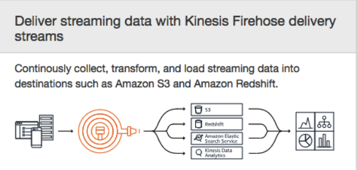 Deliver streaming data with Kinesis Firehose delivery
streams
Continously collect, transform, and load streaming data into
destinations such as Amazon S3 and Amazon Redshift.
S3
Redshift
Amazon Elastic
Search Service
Kinesis Data
Analytics